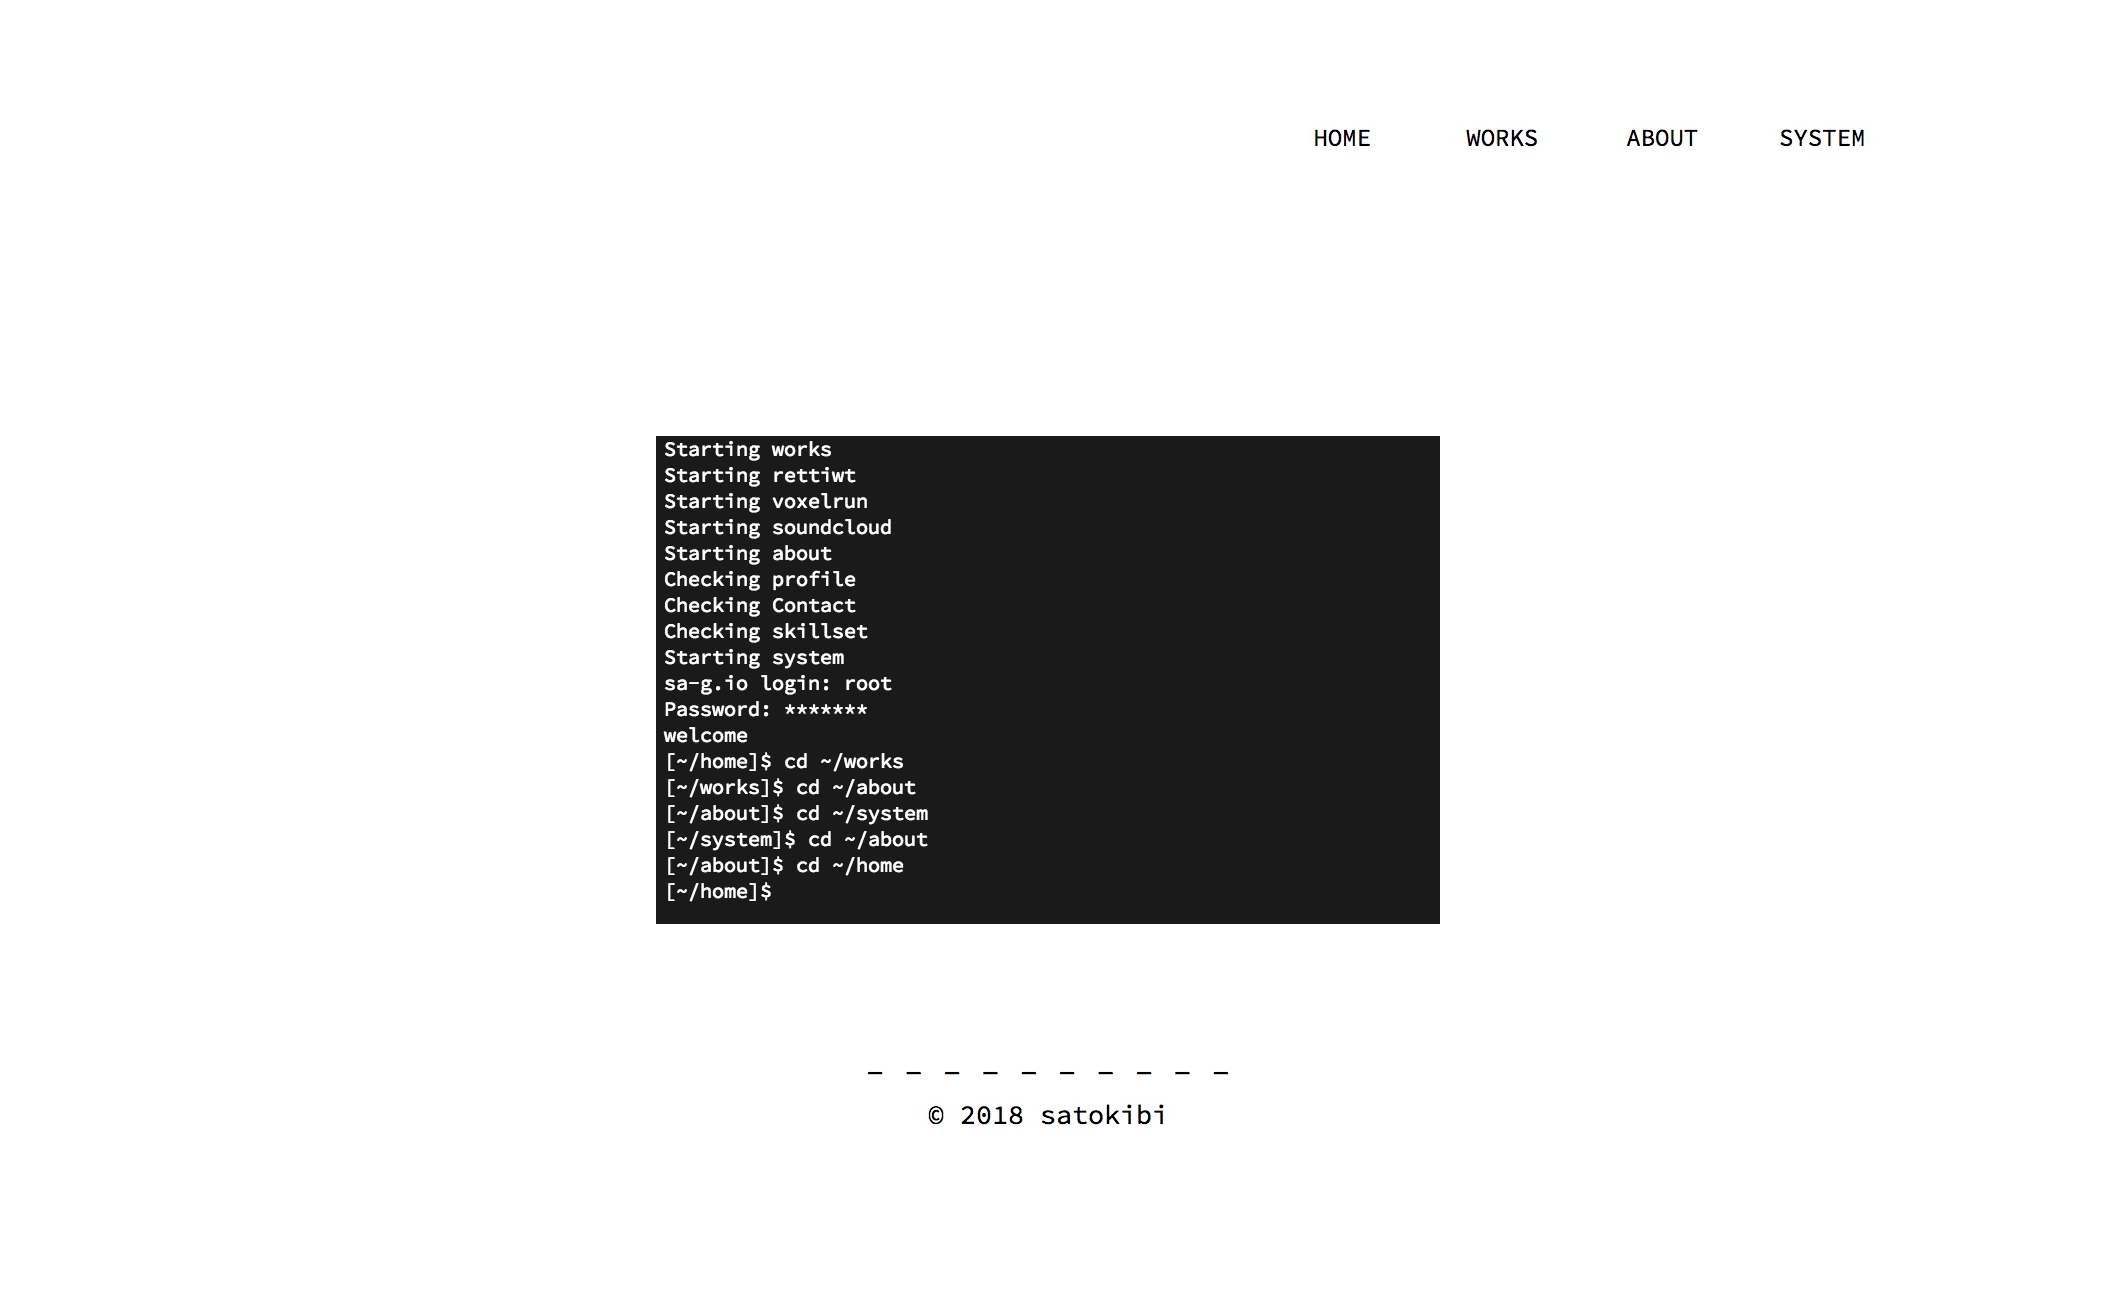 HOME WORKS ABOUT SYSTEM
Starting works
Starting rettiwt
Starting voxelrun
Starting soundcloud
Starting about
Checking profile
Checking Contact
Checking skillset
Starting system
sa-g.io login: root
Password: *******
welcome
[~/home]$ cd ~/works
[~/works]$ cd ~/about
[~/about]$ cd ~/system
[~/system]$ cd ~/about
[~/about]$ cd ~/home
[~/home]$
– – – – – – – – – –
© 2018 satokibi